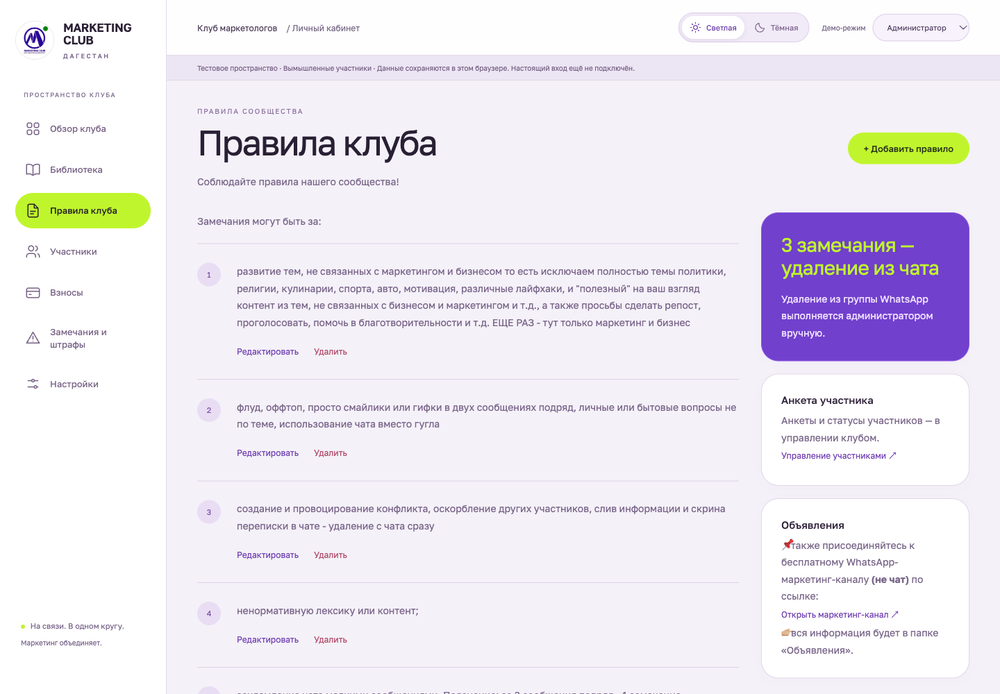 MARKETING
CLUB
ДАГЕСТАН
ПРОСТРАНСТВО КЛУБА
Обзор клуба
Библиотека
Правила клуба
Участники
Взносы
Замечания и
штрафы
Настройки
На связи. В одном кругу.
Маркетинг объединяет.
Клуб маркетологов / Личный кабинет
Светлая Тёмная Демо-режим Администратор
Тестовое пространство · Вымышленные участники · Данные сохраняются в этом браузере. Настоящий вход ещё не подключён.
ПРАВИЛА СООБЩЕСТВА
Правила клуба
+ Добавить правило
Соблюдайте правила нашего сообщества!
Замечания могут быть за:
1
развитие тем, не связанных с маркетингом и бизнесом то есть исключаем полностью темы политики,
религии, кулинарии, спорта, авто, мотивация, различные лайфхаки, и "полезный" на ваш взгляд
контент из тем, не связанных с бизнесом и маркетингом и т.д., а также просьбы сделать репост,
проголосовать, помочь в благотворительности и т.д. ЕЩЕ РАЗ - тут только маркетинг и бизнес
Редактировать Удалить
2
флуд, оффтоп, просто смайлики или гифки в двух сообщениях подряд, личные или бытовые вопросы не
по теме, использование чата вместо гугла
Редактировать Удалить
3
создание и провоцирование конфликта, оскорбление других участников, слив информации и скрина
переписки в чате - удаление с чата сразу
Редактировать Удалить
4
ненормативную лексику или контент;
Редактировать Удалить
3 замечания —
удаление из чата
Удаление из группы WhatsApp
выполняется администратором
вручную.
Анкета участника
Анкеты и статусы участников — в
управлении клубом.
Управление участниками ↗
Объявления
📌также присоединяйтесь к
бесплатному WhatsApp-
маркетинг-каналу (не чат) по
ссылке:
Открыть маркетинг-канал ↗
👉вся информация будет в папке
«Объявления».